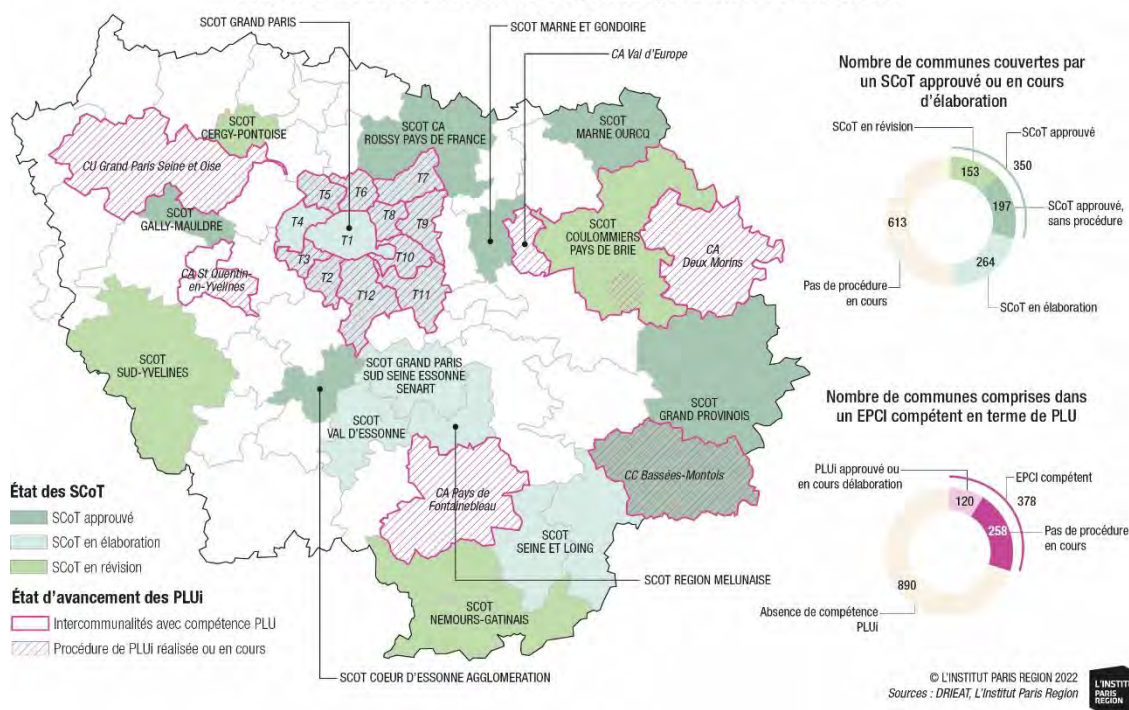 SCOT GRAND PARIS
SCOT MARNE ET GONDOIRE
CA Val d'Europe
SCOT
CERGY-PONTOISE
SCOT CA
ROISSY PAYS DE FRANCE
SCOT
MARNE OURCQ
CU Grand Paris Seine et Oise
T5
T6
T7
T4
T8
T9
T1
SCOT
GALLY-MAULDRE
SCOT
COULOMMIERS
PAYS DE BRIE
CA
Deux Morins
T3
T10
CA St Quentin-
en-Yvelines
T2
T12
T11
SCOT
SUD-YVELINES
SCOT GRAND PARIS
SUD SEINE ESSONNE
SENART
SCOT
VAL D'ESSONNE
SCOT
GRAND PROVINOIS
CC Bassées-Montois
CA Pays de
Fontainebleau
SCOT
SEINE ET LOING
SCOT REGION MELUNAISE
SCOT
NEMOURS-GATINAIS
SCOT COEUR D'ESSONNE AGGLOMERATION
État des SCoT
SCoT approuvé
SCoT en élaboration
SCoT en révision
État d'avancement des PLUi
Intercommunalités avec compétence PLU
Procédure de PLUi réalisée ou en cours
Nombre de communes couvertes par
un SCoT approuvé ou en cours
d'élaboration
SCoT en révision
SCoT approuvé
350
153
197
SCoT approuvé,
sans procédure
613
264
Pas de procédure
en cours
SCoT en élaboration
Nombre de communes comprises dans
un EPCI compétent en terme de PLU
PLUi approuvé ou
en cours délaboration
EPCI compétent
378
120
258
Pas de procédure
en cours
890
Absence de compétence
PLUi
© L'INSTITUT PARIS REGION 2022
Sources : DRIEAT, L'Institut Paris Region
L'INSTITUT
PARIS
REGION